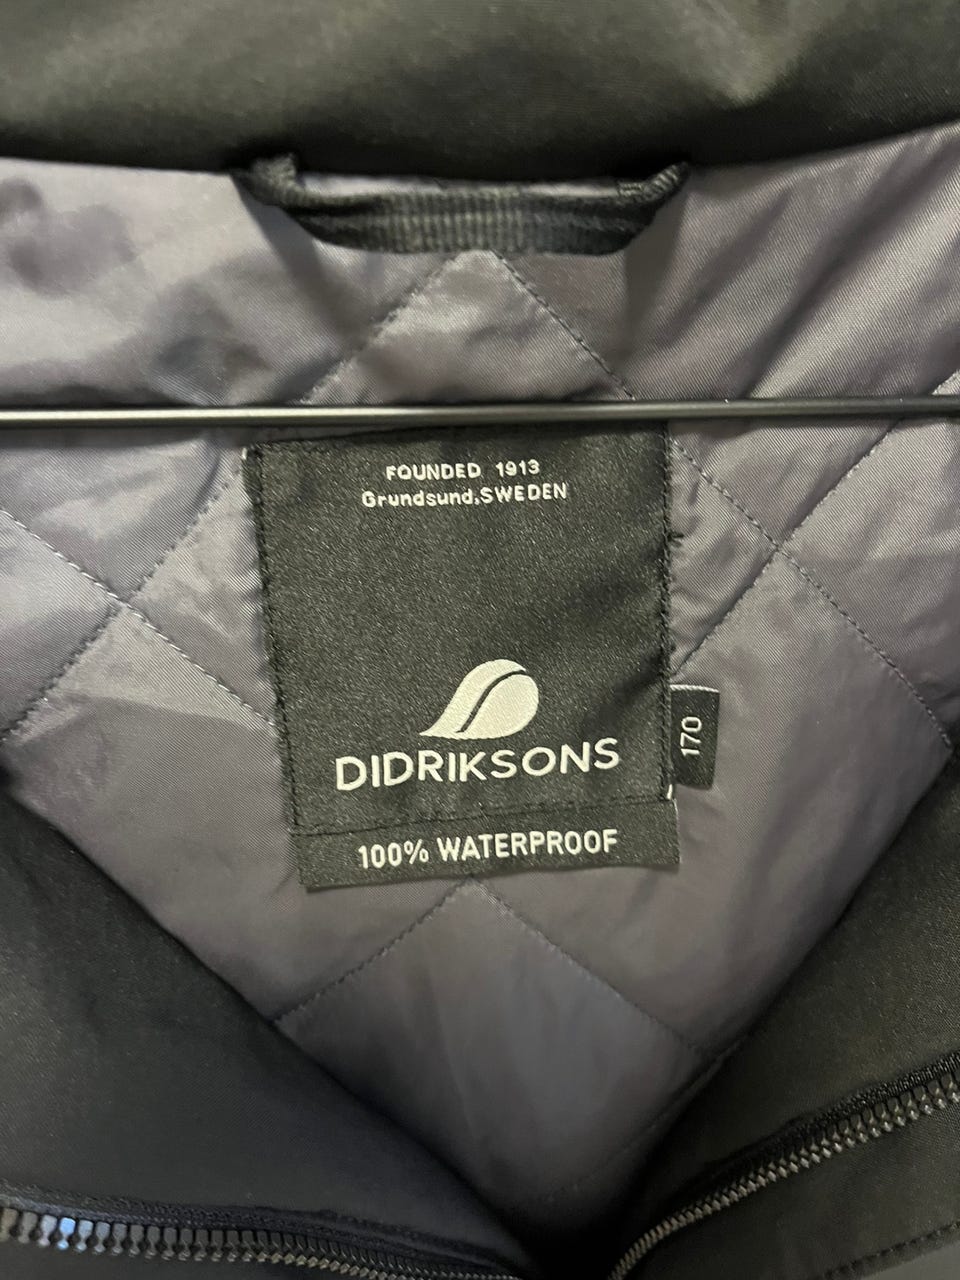 FOUNDED 1913
Grundsund,SWEDEN
DIDRIKSONS
170
100% WATERPROOF